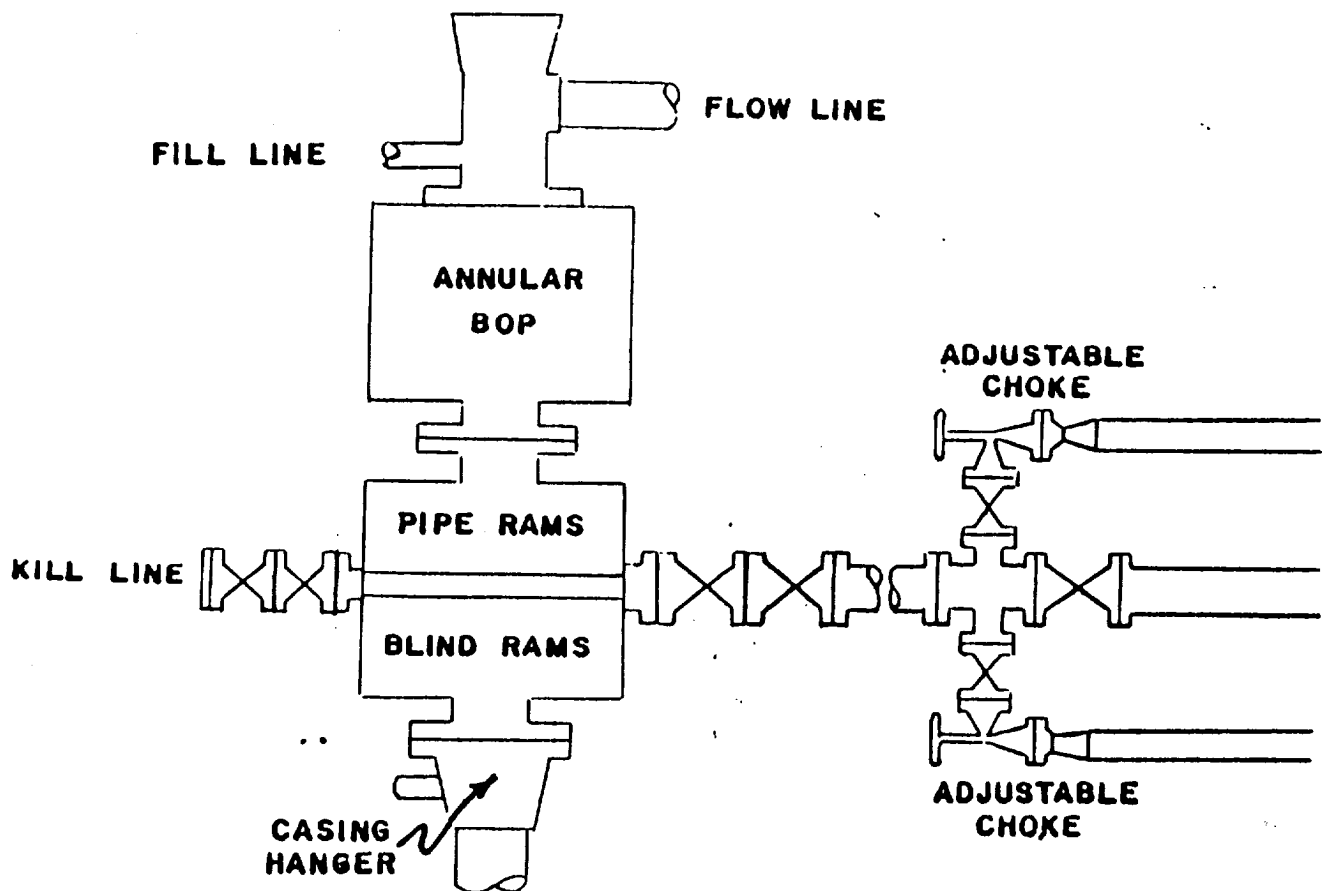 FLOW LINE
FILL LINE
ANNULAR
BOP
ADJUSTABLE
CHOKE
PIPE RAMS
KILL LINE
BLIND RAMS
CASING
HANGER
ADJUSTABLE
CHOKE